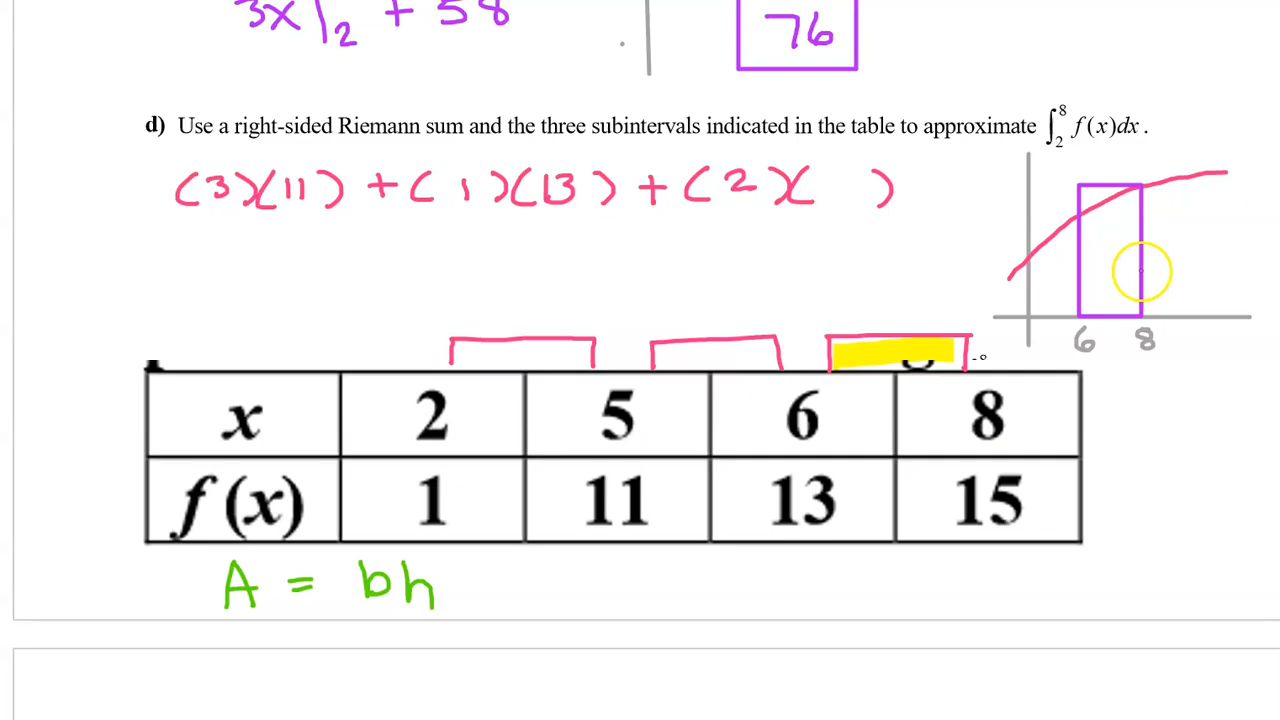 3x|₂ + 58
76
d) Use a right-sided Riemann sum and the three subintervals indicated in the table to approximate ∫₂⁸ f(x)dx.
(3)(11) + (1)(13) + (2)( )
6 8
x 2 5 6 8
f(x) 1 11 13 15
A = bh